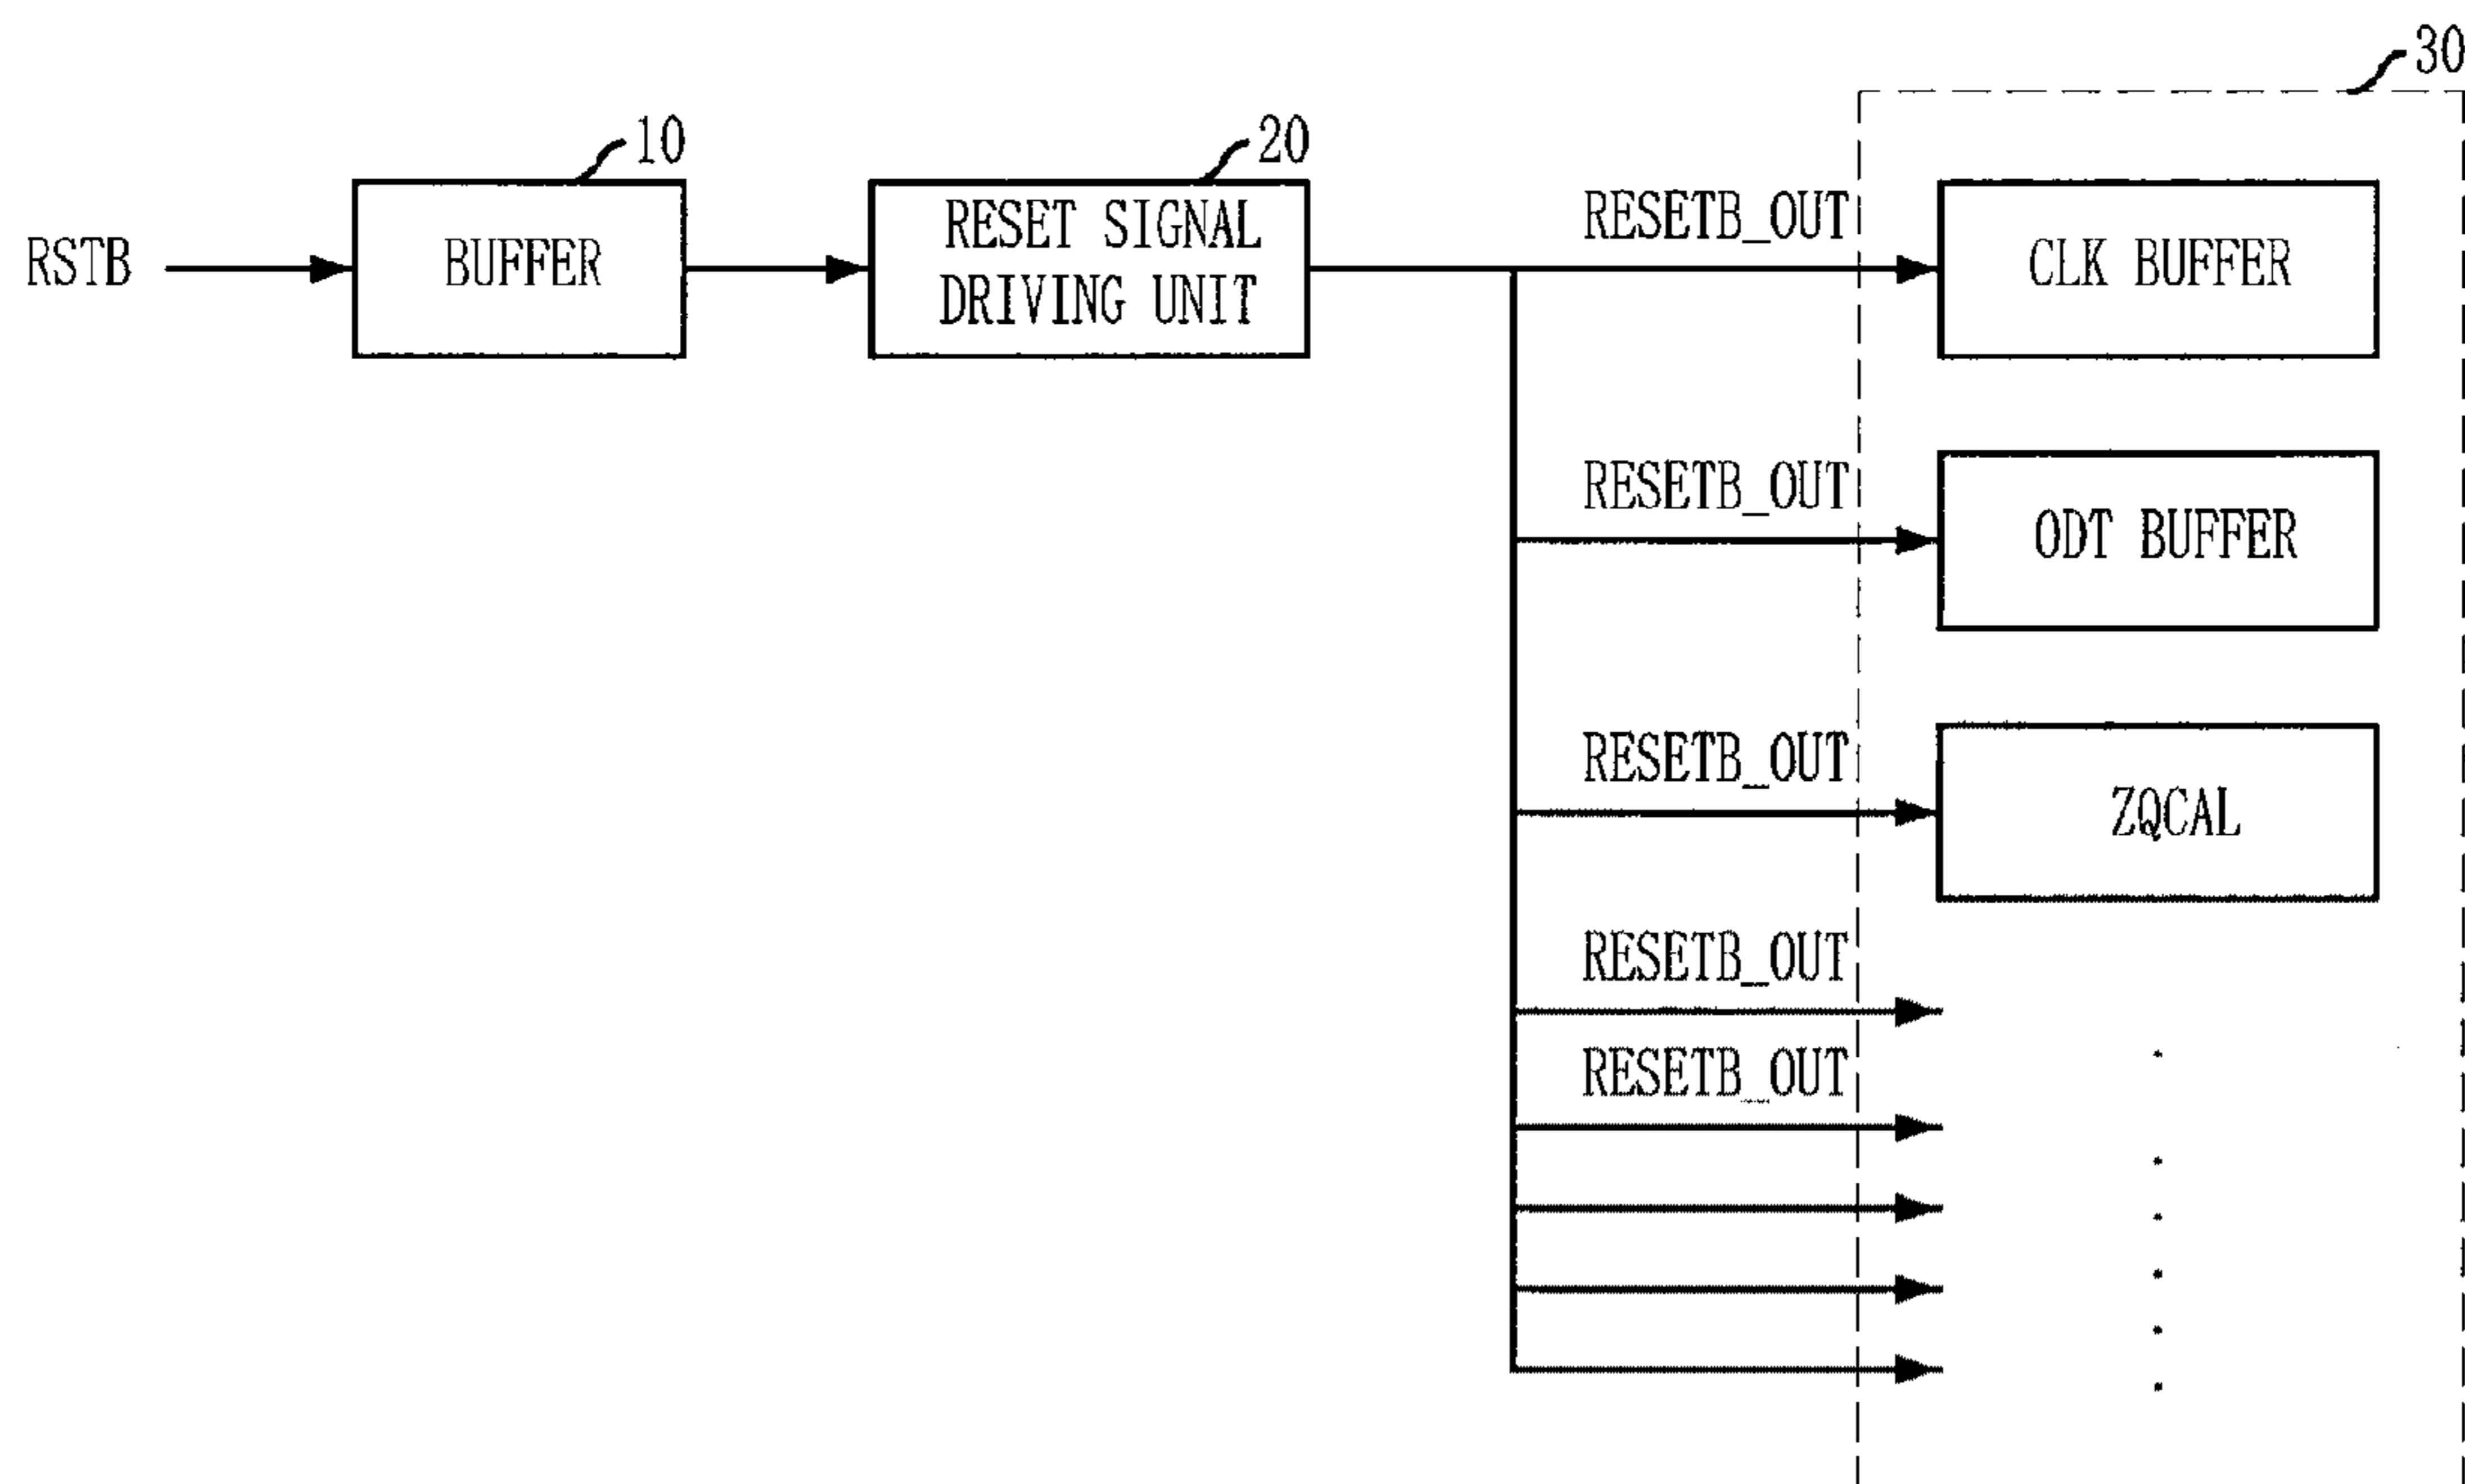 30
10
20
RSTB
BUFFER
RESET SIGNAL
DRIVING UNIT
RESETB_OUT
CLK BUFFER
RESETB_OUT
ODT BUFFER
RESETB_OUT
ZQCAL
RESETB_OUT
RESETB_OUT